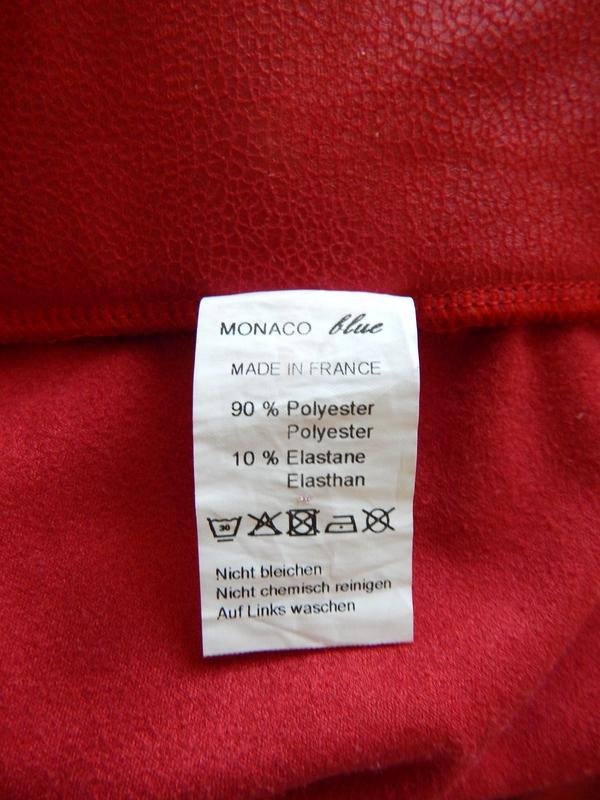 MONACO blue
MADE IN FRANCE
90 % Polyester
Polyester
10 % Elastane
Elasthan
30
Nicht bleichen
Nicht chemisch reinigen
Auf Links waschen